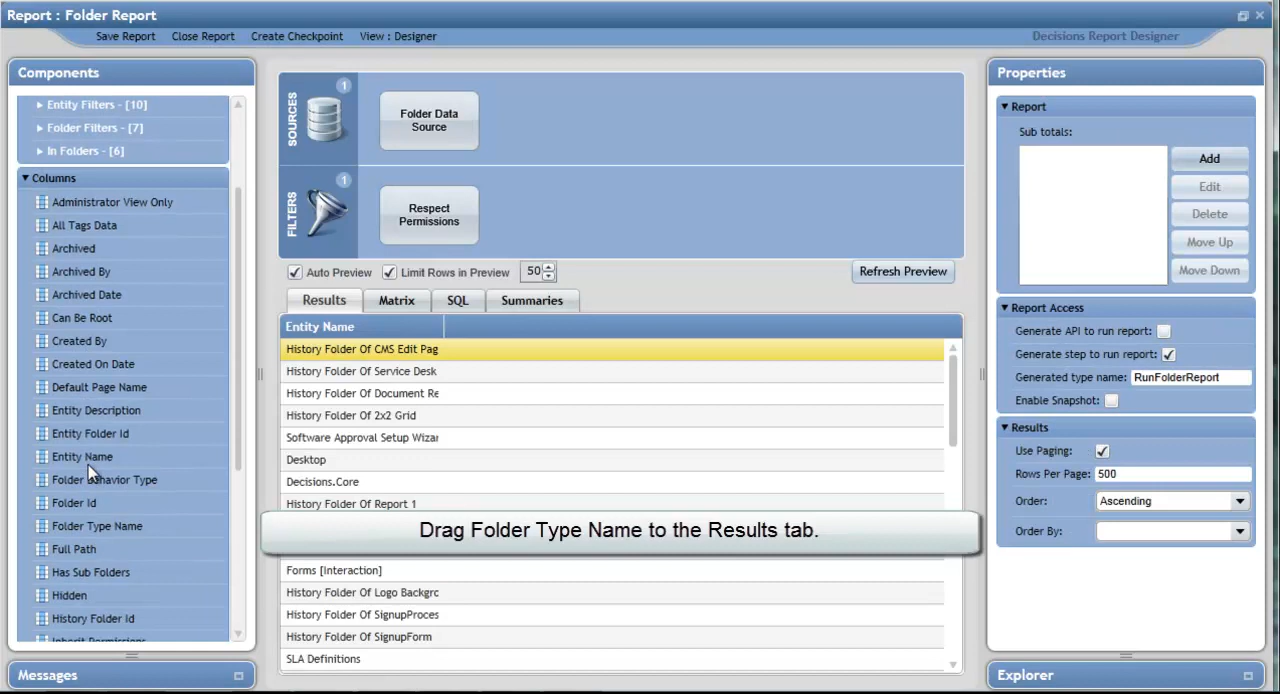 Report : Folder Report
Save Report Close Report Create Checkpoint View : Designer
Decisions Report Designer
Components
Entity Filters - [10]
Folder Filters - [7]
In Folders - [6]
Columns
Administrator View Only
All Tags Data
Archived
Archived By
Archived Date
Can Be Root
Created By
Created On Date
Default Page Name
Entity Description
Entity Folder Id
Entity Name
Folder Behavior Type
Folder Id
Folder Type Name
Full Path
Has Sub Folders
Hidden
History Folder Id
Inherit Permissions
Messages
SOURCES
1
Folder Data
Source
FILTERS
1
Respect
Permissions
Auto Preview Limit Rows in Preview 50
Refresh Preview
Results Matrix SQL Summaries
Entity Name
History Folder Of CMS Edit Pag
History Folder Of Service Desk
History Folder Of Document Re
History Folder Of 2x2 Grid
Software Approval Setup Wizar
Desktop
Decisions.Core
History Folder Of Report 1
Drag Folder Type Name to the Results tab.
Forms [Interaction]
History Folder Of Logo Backgrc
History Folder Of SignupProces
History Folder Of SignupForm
SLA Definitions
Properties
Report
Sub totals:
Add
Edit
Delete
Move Up
Move Down
Report Access
Generate API to run report:
Generate step to run report:
Generated type name: RunFolderReport
Enable Snapshot:
Results
Use Paging:
Rows Per Page: 500
Order: Ascending
Order By:
Explorer